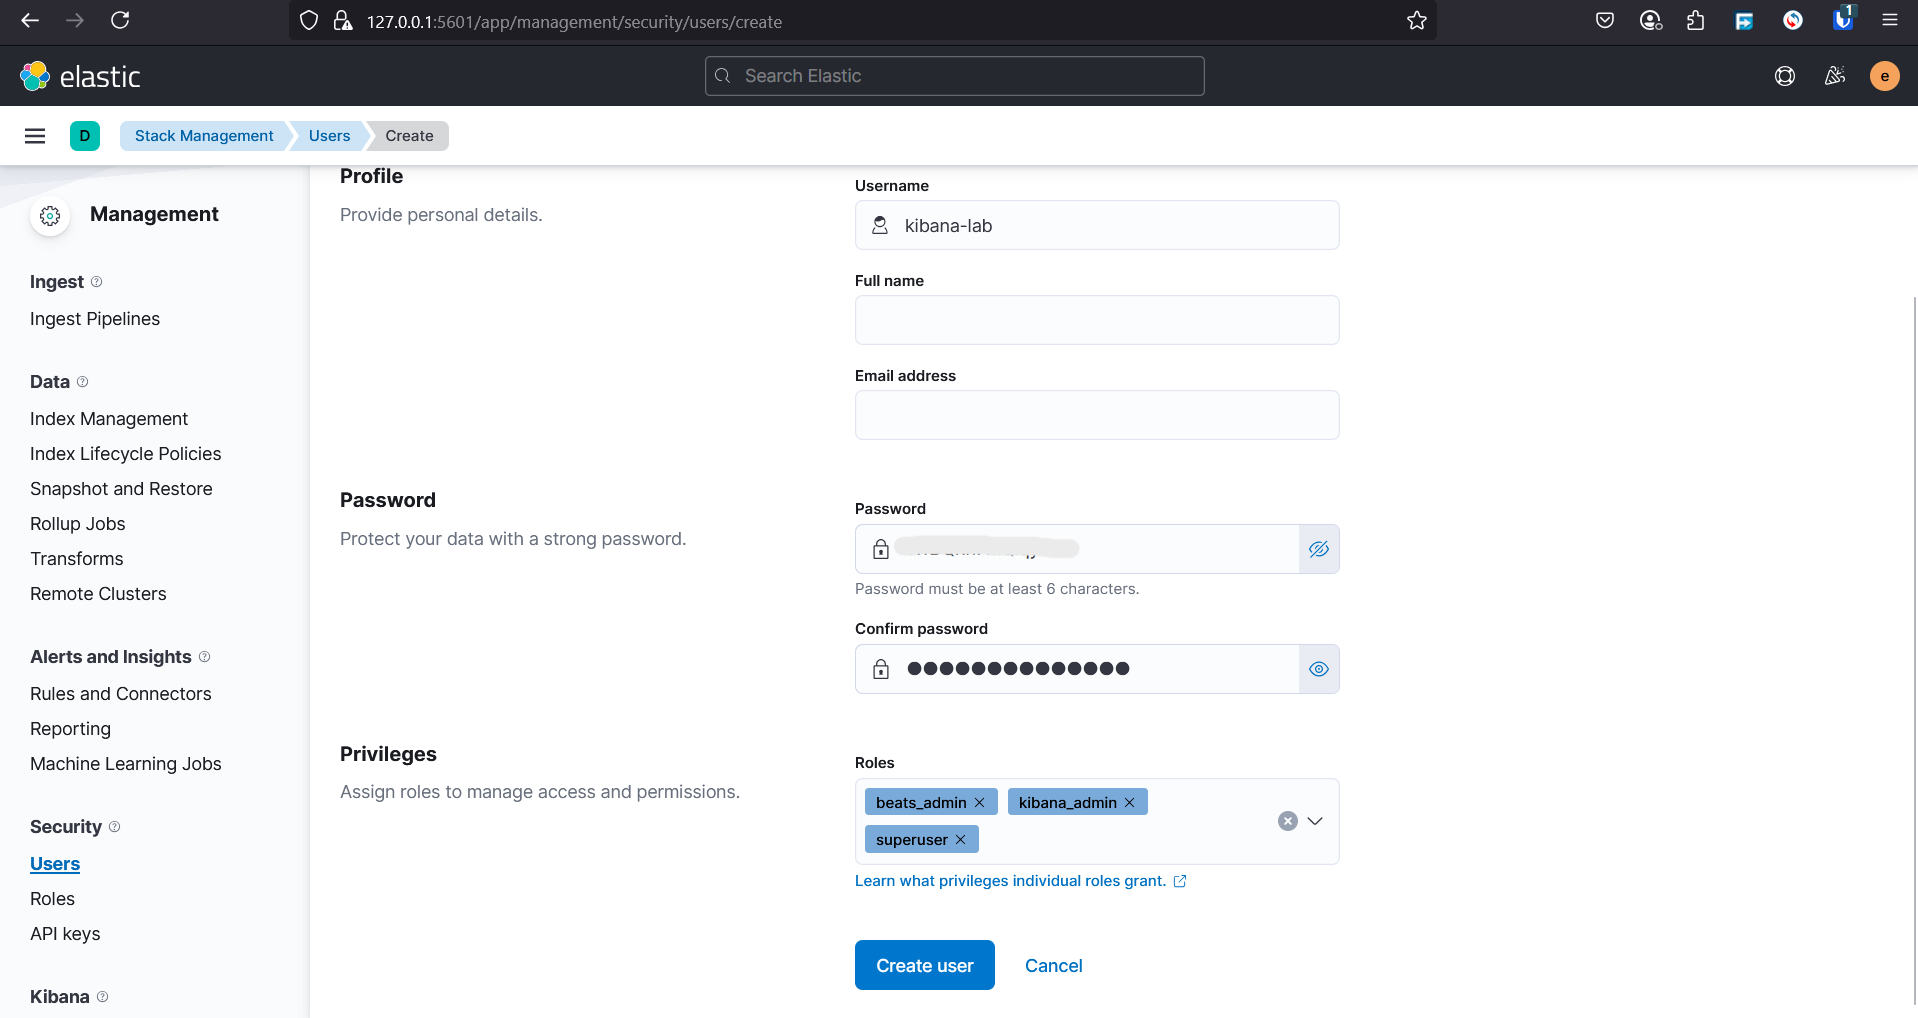 127.0.0.1:5601/app/management/security/users/create
1
elastic
Search Elastic
e
D
Stack Management
Users
Create
Management
Ingest
Ingest Pipelines
Data
Index Management
Index Lifecycle Policies
Snapshot and Restore
Rollup Jobs
Transforms
Remote Clusters
Alerts and Insights
Rules and Connectors
Reporting
Machine Learning Jobs
Security
Users
Roles
API keys
Kibana
Profile
Provide personal details.
Username
kibana-lab
Full name
Email address
Password
Protect your data with a strong password.
Password
Password must be at least 6 characters.
Confirm password
●●●●●●●●●●●●●●
Privileges
Assign roles to manage access and permissions.
Roles
beats_admin
kibana_admin
superuser
Learn what privileges individual roles grant.
Create user
Cancel